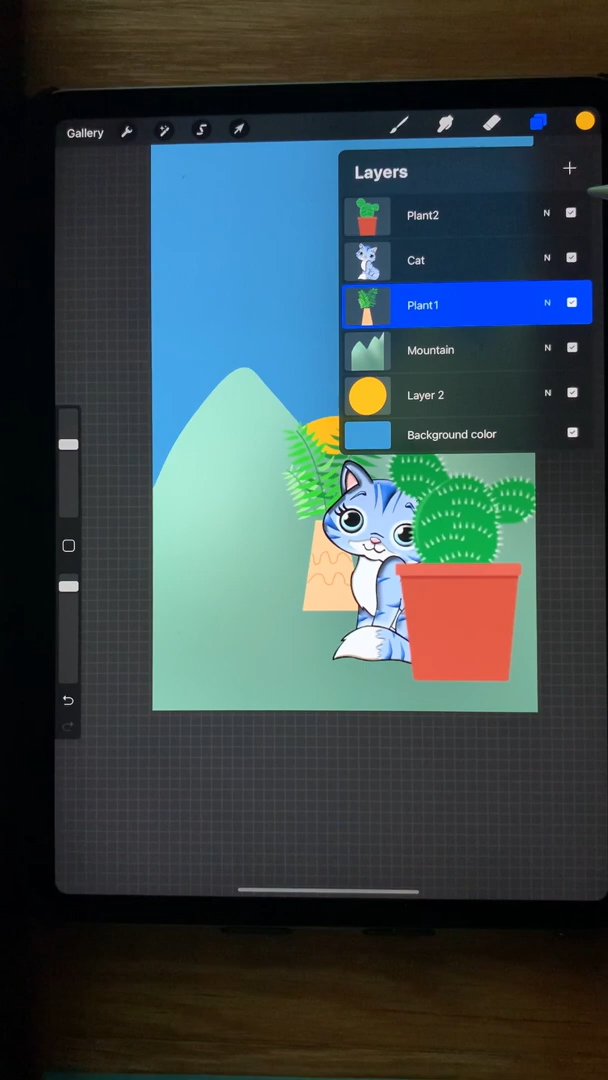 Gallery
Layers
Plant2 N
Cat N
Plant1 N
Mountain N
Layer 2 N
Background color